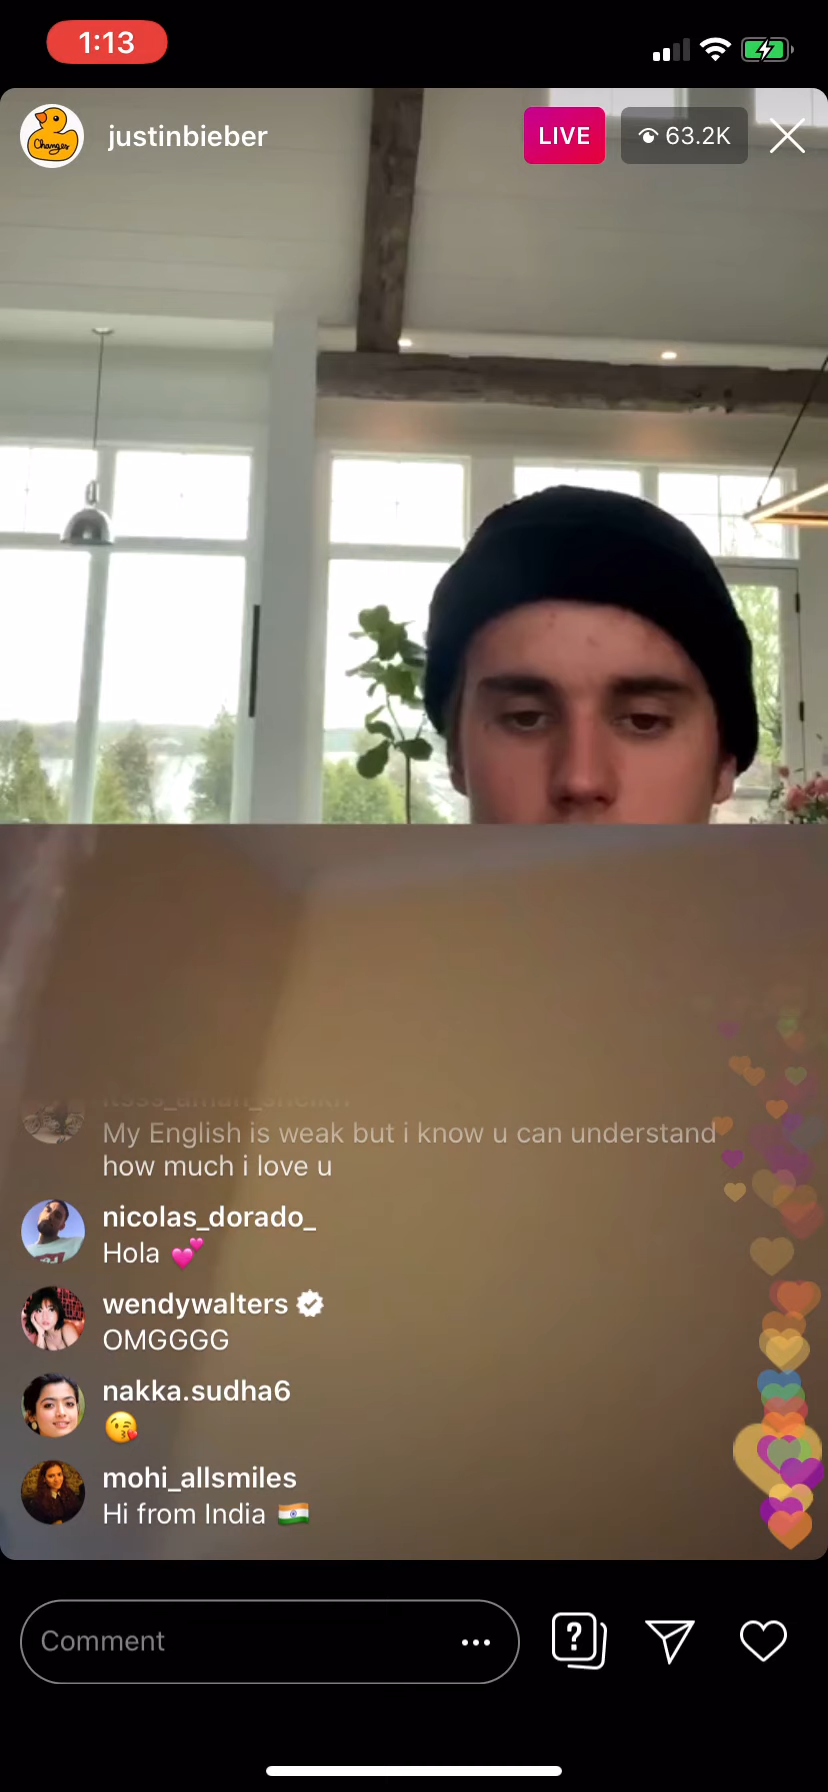 1:13
Changes
justinbieber
LIVE
63.2K
My English is weak but i know u can understand
how much i love u
nicolas_dorado_
Hola 💕
wendywalters
OMGGGG
nakka.sudha6
😘
mohi_allsmiles
Hi from India 🇮🇳
Comment
?